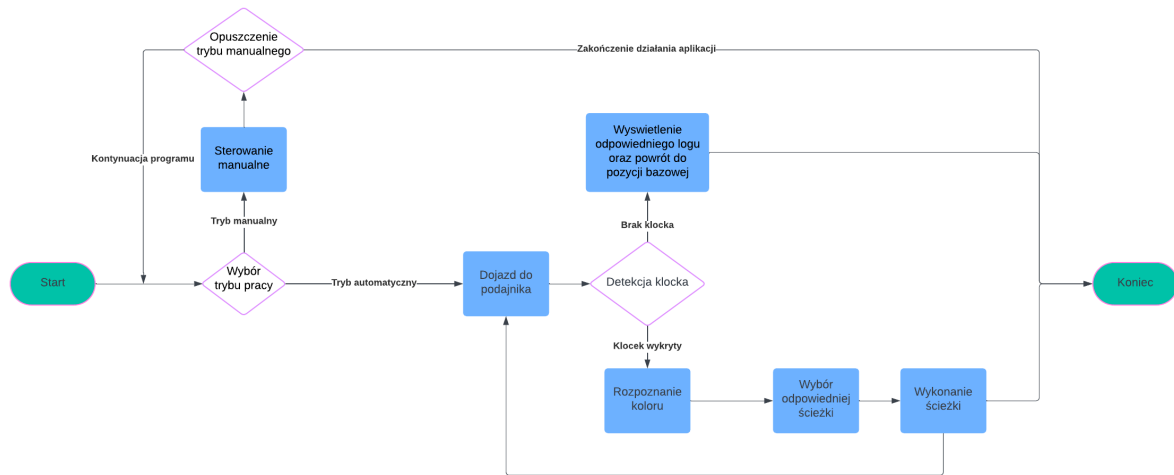 Opuszczenie
trybu manualnego
Zakończenie działania aplikacji
Kontynuacja programu
Sterowanie
manualne
Wyswietlenie
odpowiedniego logu
oraz powrót do
pozycji bazowej
Tryb manualny
Brak klocka
Start
Wybór
trybu pracy
Tryb automatyczny
Dojazd do
podajnika
Detekcja klocka
Koniec
Klocek wykryty
Rozpoznanie
koloru
Wybór
odpowiedniej
ścieżki
Wykonanie
ścieżki